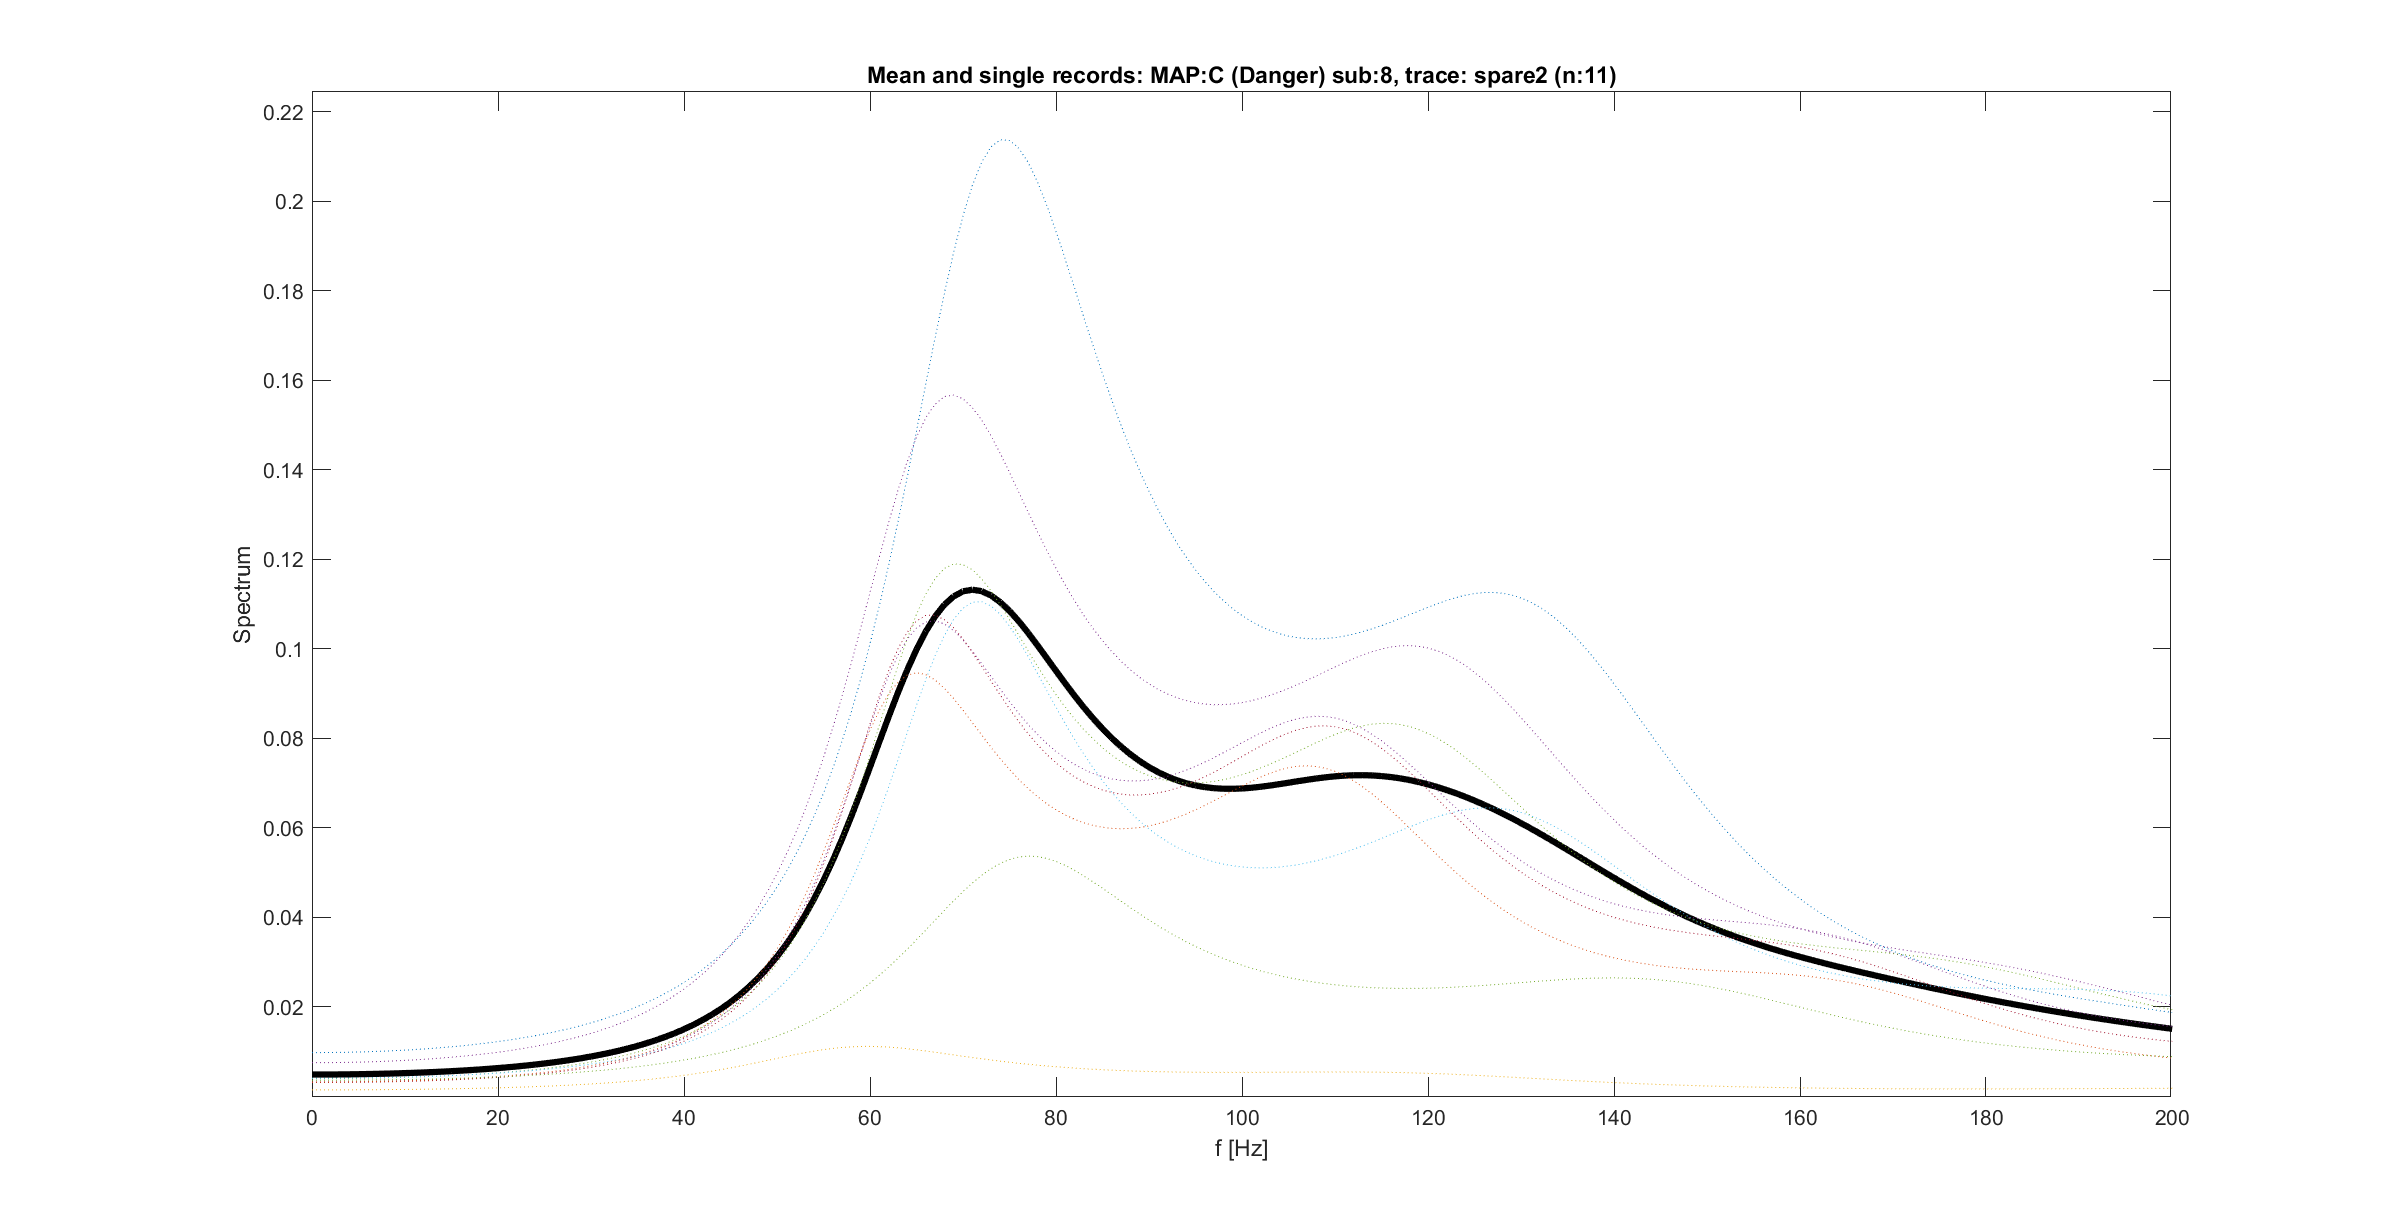 Mean and single records: MAP:C (Danger) sub:8, trace: spare2 (n:11)
0.22
0.2
0.18
0.16
0.14
0.12
0.1
0.08
0.06
0.04
0.02
Spectrum
0 20 40 60 80 100 120 140 160 180 200
f [Hz]